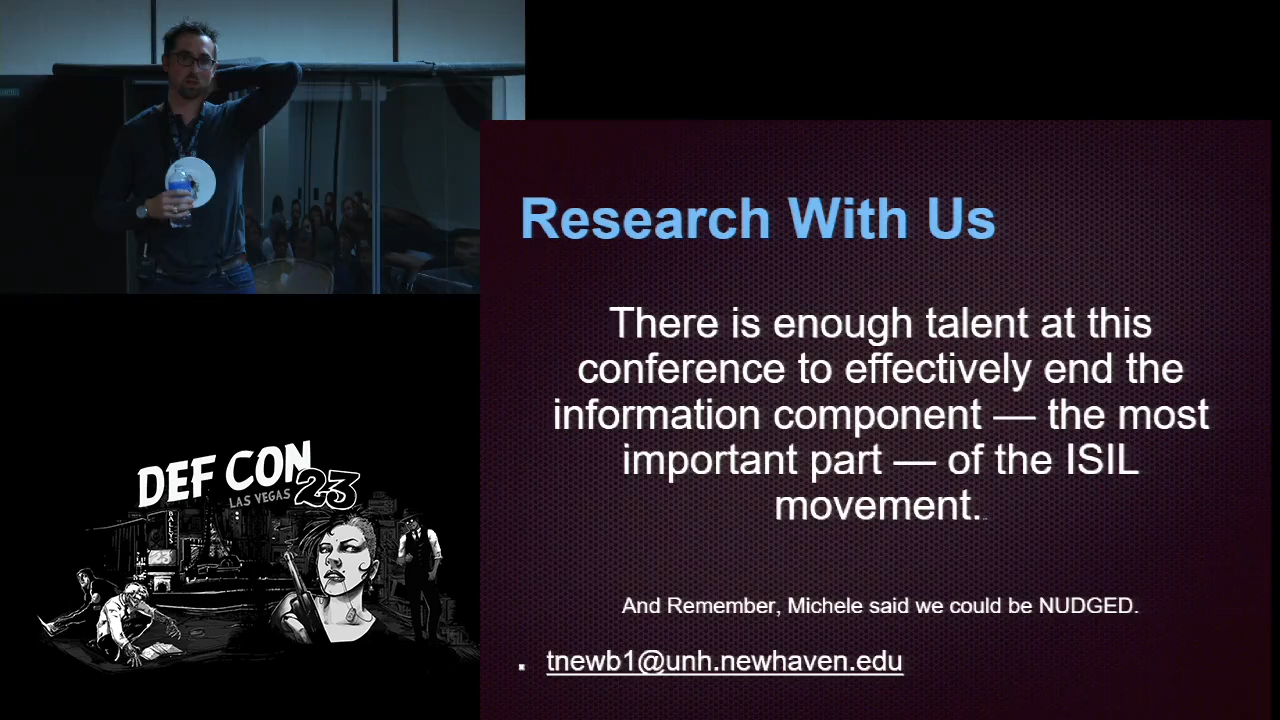 Research With Us
There is enough talent at this
conference to effectively end the
information component — the most
important part — of the ISIL
movement.
And Remember, Michele said we could be NUDGED.
▪ tnewb1@unh.newhaven.edu
DEF CON
LAS VEGAS 23
BALLYS
23